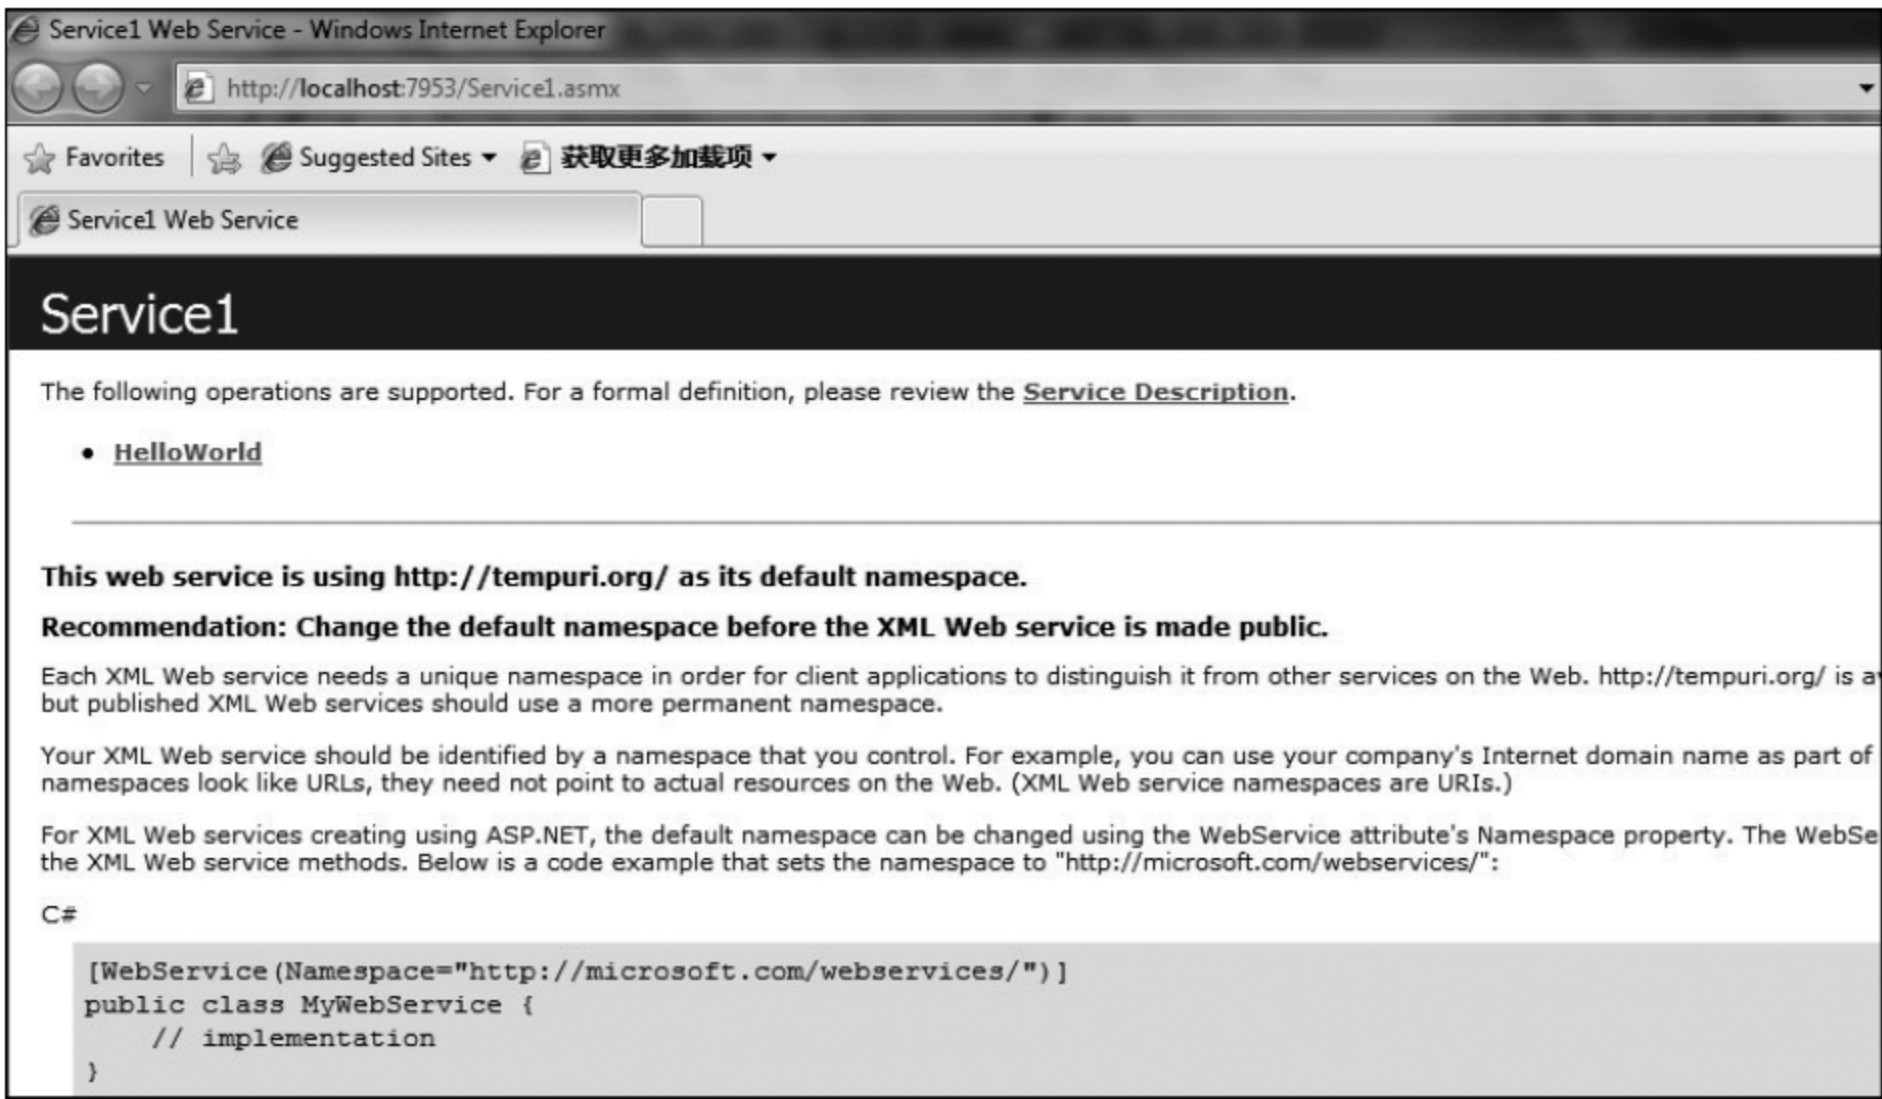 Service1 Web Service - Windows Internet Explorer
http://localhost:7953/Service1.asmx
Favorites Suggested Sites 获取更多加载项
Service1 Web Service
Service1
The following operations are supported. For a formal definition, please review the Service Description.
• HelloWorld
This web service is using http://tempuri.org/ as its default namespace.
Recommendation: Change the default namespace before the XML Web service is made public.
Each XML Web service needs a unique namespace in order for client applications to distinguish it from other services on the Web. http://tempuri.org/ is
but published XML Web services should use a more permanent namespace.
Your XML Web service should be identified by a namespace that you control. For example, you can use your company's Internet domain name as part of
namespaces look like URLs, they need not point to actual resources on the Web. (XML Web service namespaces are URIs.)
For XML Web services creating using ASP.NET, the default namespace can be changed using the WebService attribute's Namespace property. The WebSe
the XML Web service methods. Below is a code example that sets the namespace to "http://microsoft.com/webservices/":
C#
[WebService(Namespace="http://microsoft.com/webservices/")]
public class MyWebService {
// implementation
}